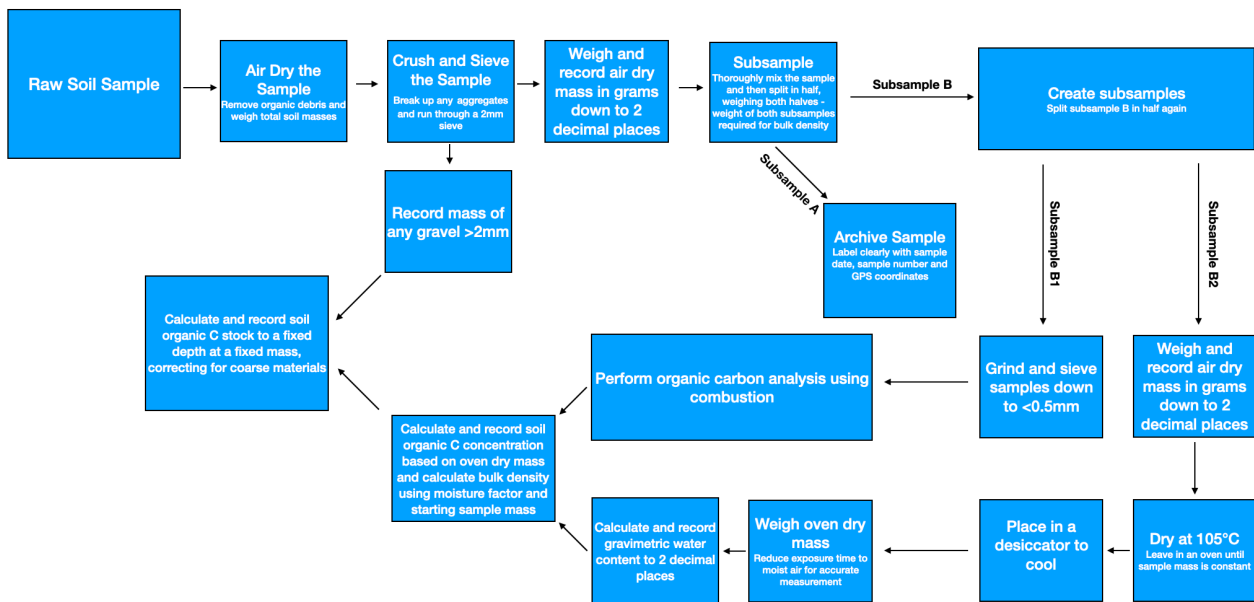 Raw Soil Sample
Air Dry the
Sample
Remove organic debris and
weigh total soil masses
Crush and Sieve
the Sample
Break up any aggregates
and run through a 2mm
sieve
Weigh and
record air dry
mass in grams
down to 2
decimal places
Subsample
Thoroughly mix the sample
and then split in half,
weighing both halves -
weight of both subsamples
required for bulk density
Subsample B
Create subsamples
Split subsample B in half again
Subsample A
Archive Sample
Label clearly with sample
date, sample number and
GPS coordinates
Subsample B1
Subsample B2
Record mass of
any gravel >2mm
Calculate and record soil
organic C stock to a fixed
depth at a fixed mass,
correcting for coarse materials
Perform organic carbon analysis using
combustion
Grind and sieve
samples down
to <0.5mm
Weigh and
record air dry
mass in grams
down to 2
decimal places
Calculate and record soil
organic C concentration
based on oven dry mass
and calculate bulk density
using moisture factor and
starting sample mass
Calculate and record
gravimetric water
content to 2 decimal
places
Weigh oven dry
mass
Reduce exposure time to
moist air for accurate
measurement
Place in a
desiccator to
cool
Dry at 105°C
Leave in an oven until
sample mass is constant